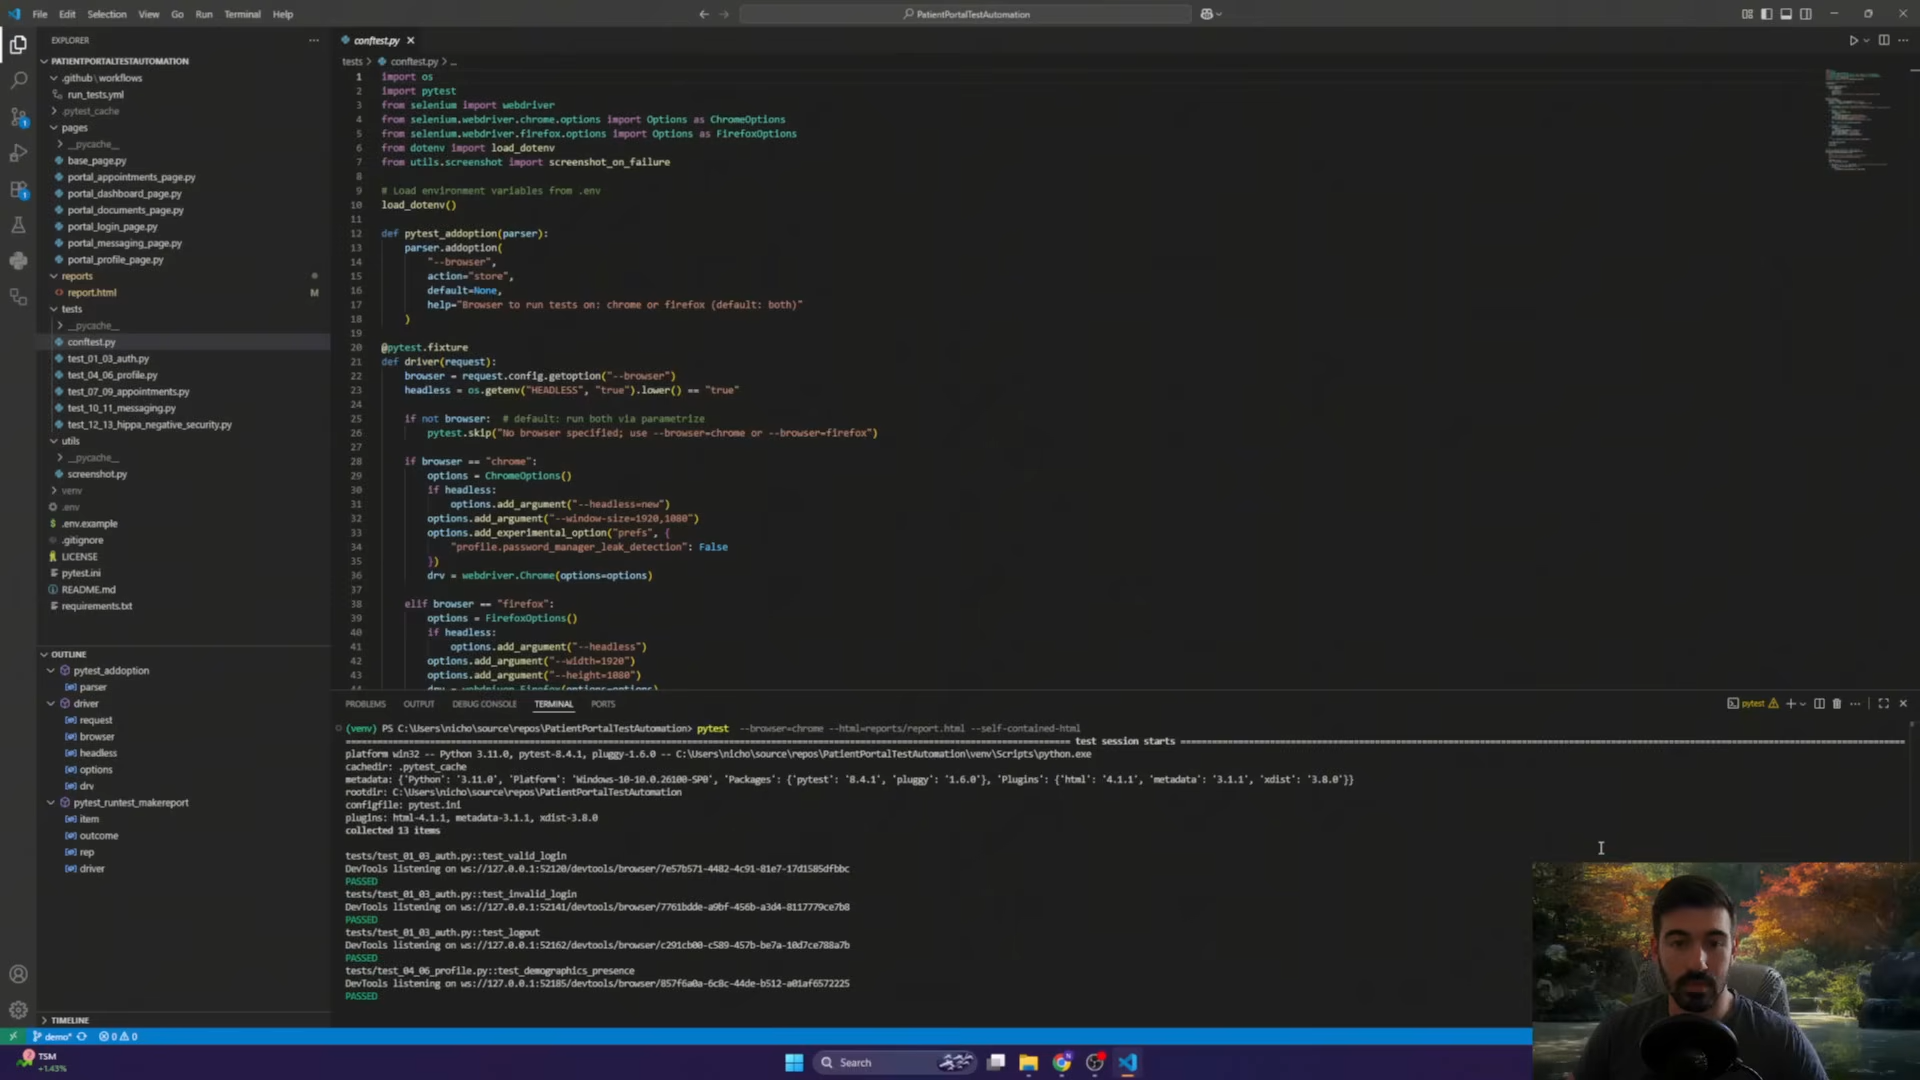 File Edit Selection View Go Run Terminal Help
PatientPortalTestAutomation
EXPLORER
PATIENTPORTALTESTAUTOMATION
.github\workflows
run_tests.yml
.pytest_cache
pages
__pycache__
base_page.py
portal_appointments_page.py
portal_dashboard_page.py
portal_documents_page.py
portal_login_page.py
portal_messaging_page.py
portal_profile_page.py
reports
report.html M
tests
__pycache__
conftest.py
test_01_03_auth.py
test_04_06_profile.py
test_07_09_appointments.py
test_10_11_messaging.py
test_12_13_hippa_negative_security.py
utils
__pycache__
screenshot.py
venv
.env
.env.example
.gitignore
LICENSE
pytest.ini
README.md
requirements.txt
OUTLINE
pytest_addoption
parser
driver
request
browser
headless
options
drv
pytest_runtest_makereport
item
outcome
rep
driver
TIMELINE
conftest.py
tests > conftest.py > ...
1 import os
2 import pytest
3 from selenium import webdriver
4 from selenium.webdriver.chrome.options import Options as ChromeOptions
5 from selenium.webdriver.firefox.options import Options as FirefoxOptions
6 from dotenv import load_dotenv
7 from utils.screenshot import screenshot_on_failure
8
9 # Load environment variables from .env
10 load_dotenv()
11
12 def pytest_addoption(parser):
13 parser.addoption(
14 "--browser",
15 action="store",
16 default=None,
17 help="Browser to run tests on: chrome or firefox (default: both)"
18 )
19
20 @pytest.fixture
21 def driver(request):
22 browser = request.config.getoption("--browser")
23 headless = os.getenv("HEADLESS", "true").lower() == "true"
24
25 if not browser: # default: run both via parametrize
26 pytest.skip("No browser specified; use --browser=chrome or --browser=firefox")
27
28 if browser == "chrome":
29 options = ChromeOptions()
30 if headless:
31 options.add_argument("--headless=new")
32 options.add_argument("--window-size=1920,1080")
33 options.add_experimental_option("prefs", {
34 "profile.password_manager_leak_detection": False
35 })
36 drv = webdriver.Chrome(options=options)
37
38 elif browser == "firefox":
39 options = FirefoxOptions()
40 if headless:
41 options.add_argument("--headless")
42 options.add_argument("--width=1920")
43 options.add_argument("--height=1080")
44 drv = webdriver.Firefox(options=options)
PROBLEMS OUTPUT DEBUG CONSOLE TERMINAL PORTS
pytest
(venv) PS C:\Users\nicho\source\repos\PatientPortalTestAutomation> pytest --browser=chrome --html=reports/report.html --self-contained-html
test session starts
platform win32 -- Python 3.11.0, pytest-8.4.1, pluggy-1.6.0 -- C:\Users\nicho\source\repos\PatientPortalTestAutomation\venv\Scripts\python.exe
cachedir: .pytest_cache
metadata: {'Python': '3.11.0', 'Platform': 'Windows-10-10.0.26100-SP0', 'Packages': {'pytest': '8.4.1', 'pluggy': '1.6.0'}, 'Plugins': {'html': '4.1.1', 'metadata': '3.1.1', 'xdist': '3.8.0'}}
rootdir: C:\Users\nicho\source\repos\PatientPortalTestAutomation
configfile: pytest.ini
plugins: html-4.1.1, metadata-3.1.1, xdist-3.8.0
collected 13 items
tests/test_01_03_auth.py::test_valid_login
DevTools listening on ws://127.0.0.1:52120/devtools/browser/7e57b571-4482-4c91-81e7-17d1585dfbbc
PASSED
tests/test_01_03_auth.py::test_invalid_login
DevTools listening on ws://127.0.0.1:52141/devtools/browser/7761bdde-a9bf-456b-a3d4-8117779ce7b8
PASSED
tests/test_01_03_auth.py::test_logout
DevTools listening on ws://127.0.0.1:52162/devtools/browser/c291cb00-c589-457b-be7a-10d7ce788a7b
PASSED
tests/test_04_06_profile.py::test_demographics_presence
DevTools listening on ws://127.0.0.1:52185/devtools/browser/857f6a0a-6c8c-44de-b512-a01af6572225
PASSED
demo* 0 0
TSM
+1.43%
Search